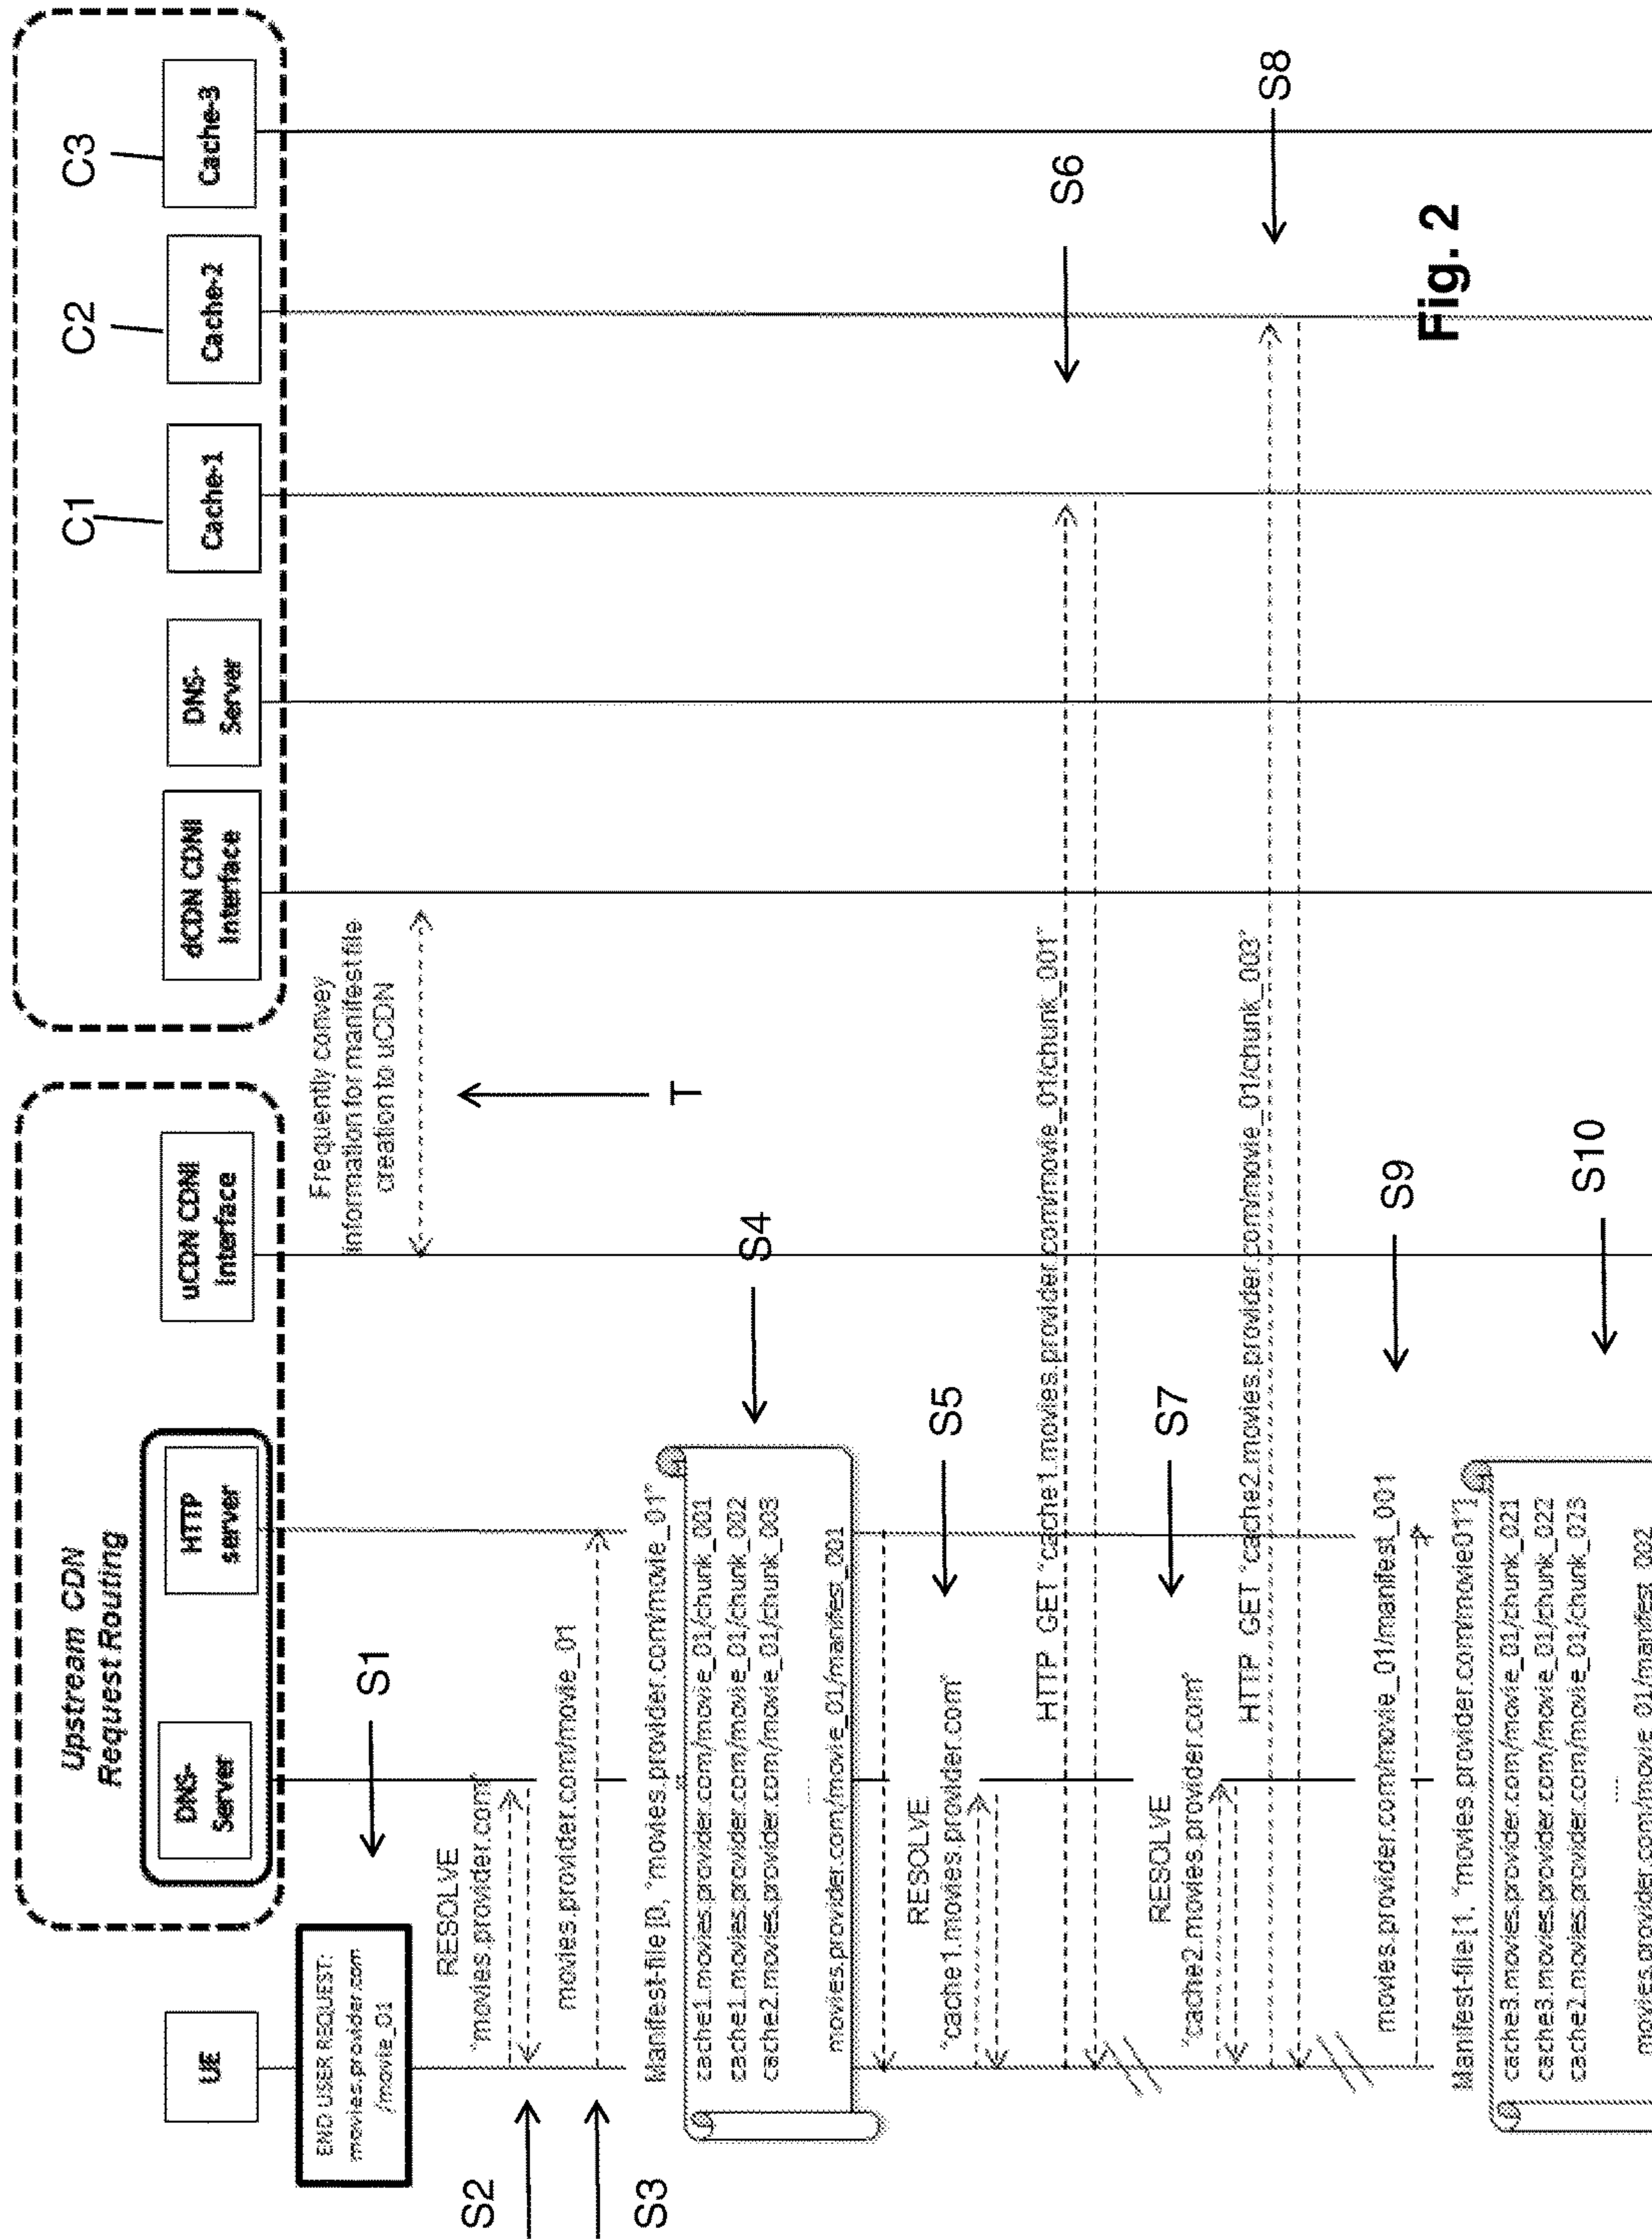 Upstream CDN
Request Routing
C1
C2
C3
UE
DNS-
Server
HTTP
server
uCDN CDNI
Interface
dCDN CDNI
Interface
DNS-
Server
Cache-1
Cache-2
Cache-3
END USER REQUEST:
movies.provider.com
/movie_01
S1
Frequently convey
information for manifest file
creation to uCDN
T
RESOLVE
"movies.provider.com"
S2
movies.provider.com/movie_01
S3
Manifest-file [0, "movies.provider.com/movie_01"
cache1.movies.provider.com/movie_01/chunk_001
cache1.movies.provider.com/movie_01/chunk_002
cache2.movies.provider.com/movie_01/chunk_003
....
movies.provider.com/movie_01/manifest_001
S4
RESOLVE
"cache1.movies.provider.com"
S5
HTTP GET "cache1.movies.provider.com/movie_01/chunk_001"
S6
RESOLVE
"cache2.movies.provider.com"
S7
HTTP GET "cache2.movies.provider.com/movie_01/chunk_003"
S8
movies.provider.com/movie_01/manifest_001
S9
Manifest-file [1, "movies.provider.com/movie01"]
cache3.movies.provider.com/movie_01/chunk_021
cache3.movies.provider.com/movie_01/chunk_022
cache2.movies.provider.com/movie_01/chunk_023
....
movies.provider.com/movie_01/manifest_002
S10
Fig. 2